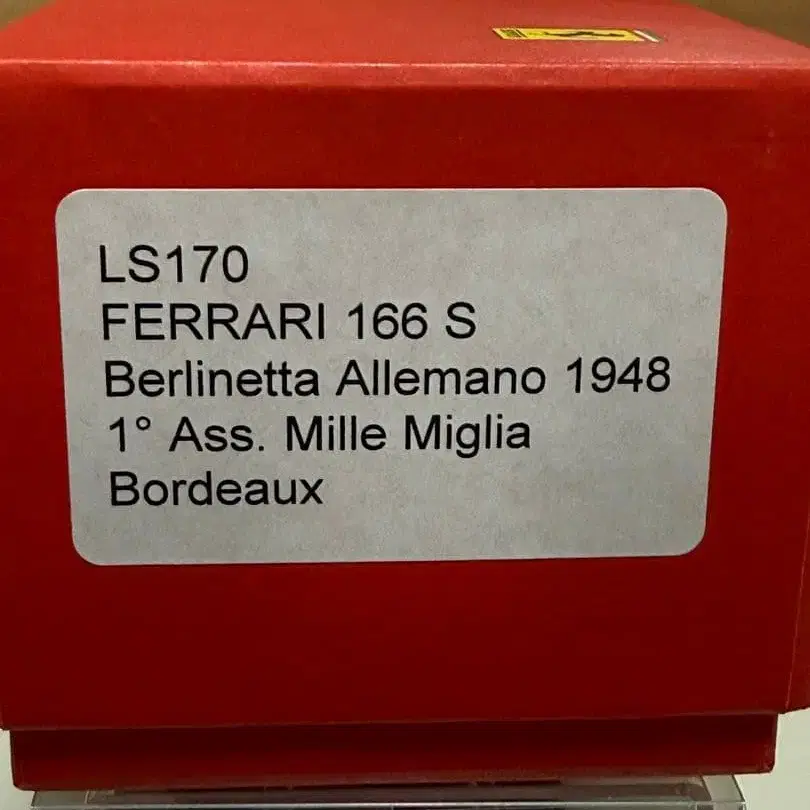 LS170
FERRARI 166 S
Berlinetta Allemano 1948
1° Ass. Mille Miglia
Bordeaux